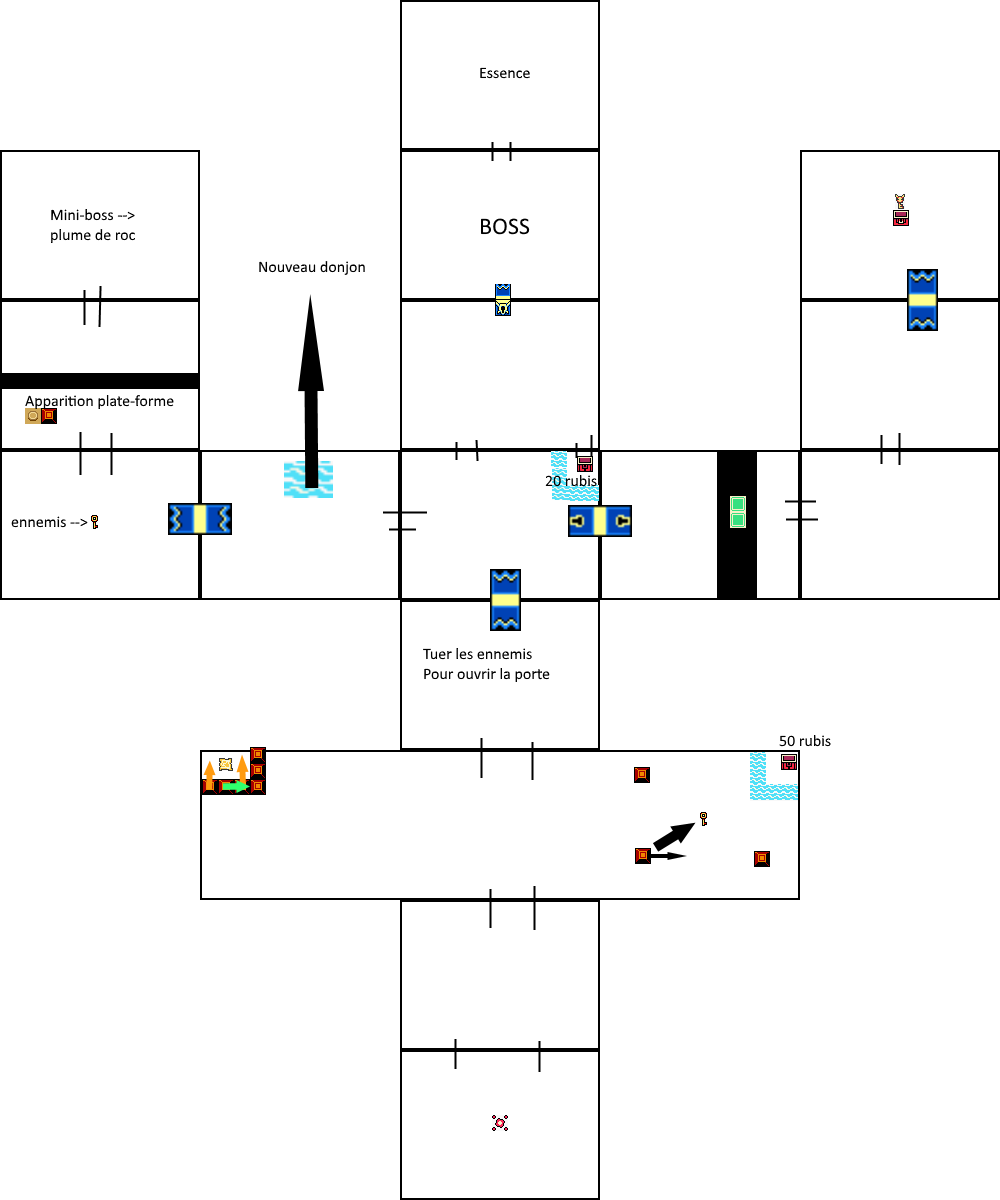 Essence
Mini-boss -->
plume de roc
BOSS
Nouveau donjon
Apparition plate-forme
20 rubis
ennemis -->
Tuer les ennemis
Pour ouvrir la porte
50 rubis